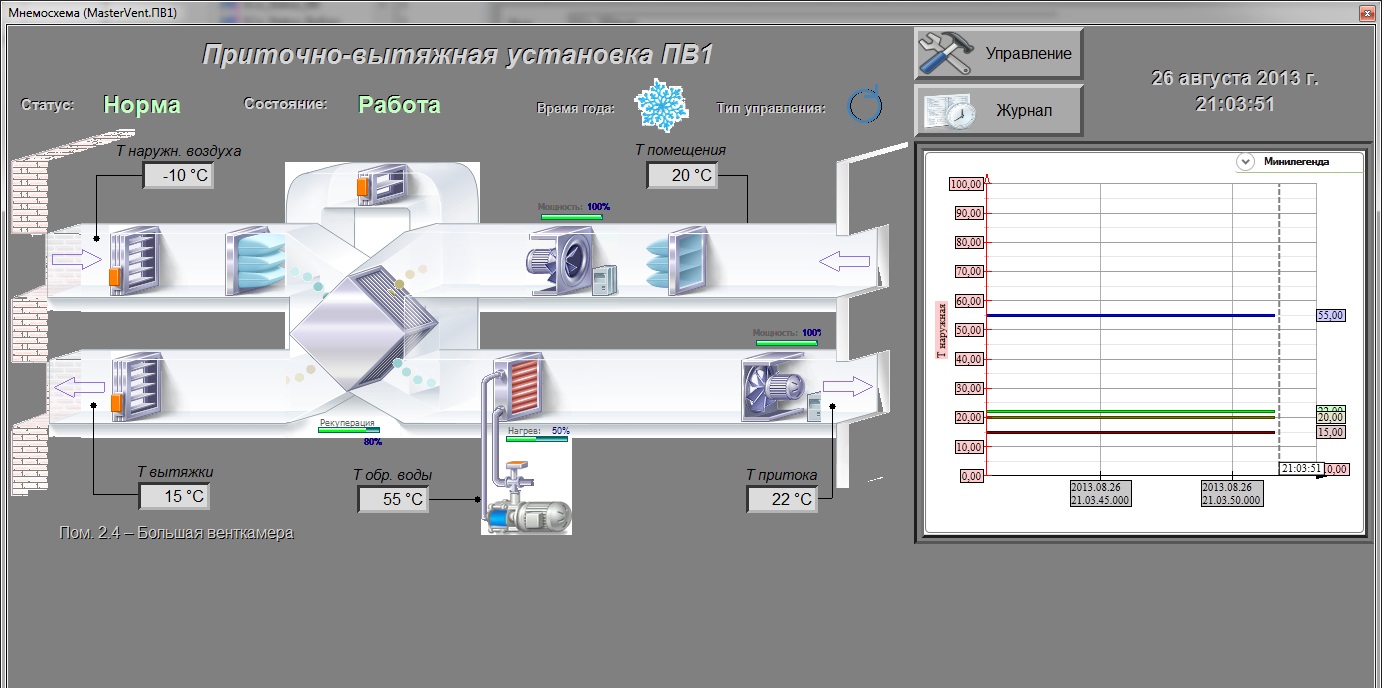 Мнемосхема (MasterVent.ПВ1)
Приточно-вытяжная установка ПВ1
Управление
26 августа 2013 г.
21:03:51
Статус:
Норма
Состояние:
Работа
Время года:
Тип управления:
Журнал
Т наружн. воздуха
-10 °C
Т помещения
20 °C
Мощность: 100%
Мощность: 100%
Рекуперация
80%
Нагрев: 50%
Т вытяжки
15 °C
Т обр. воды
55 °C
Т притока
22 °C
Пом. 2.4 – Большая венткамера
Минилегенда
Т наружная
100,00
90,00
80,00
70,00
60,00
50,00
40,00
30,00
20,00
10,00
0,00
55,00
22,00
20,00
15,00
21:03:51
2013.08.26
21.03.45.000
2013.08.26
21.03.50.000